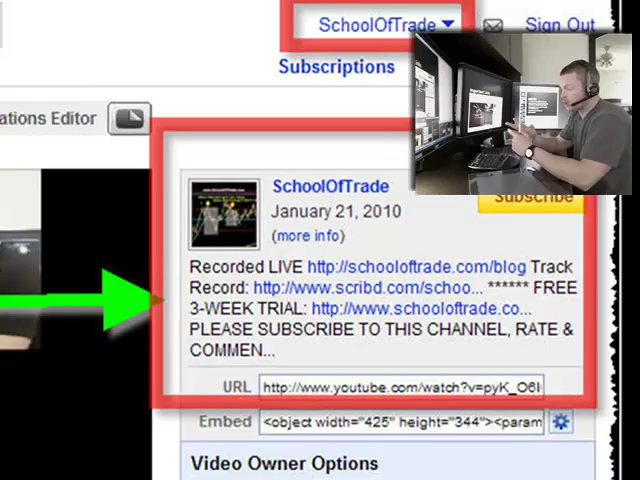 SchoolOfTrade
Sign Out
Subscriptions
ations Editor
Subscribe
SchoolOfTrade
January 21, 2010
(more info)
Recorded LIVE http://schooloftrade.com/blog Track
Record: http://www.scribd.com/schoo... ****** FREE
3-WEEK TRIAL: http://www.schooloftrade.co...
PLEASE SUBSCRIBE TO THIS CHANNEL, RATE &
COMMEN...
URL http://www.youtube.com/watch?v=pyK_O6I
Embed <object width="425" height="344"><param
Video Owner Options